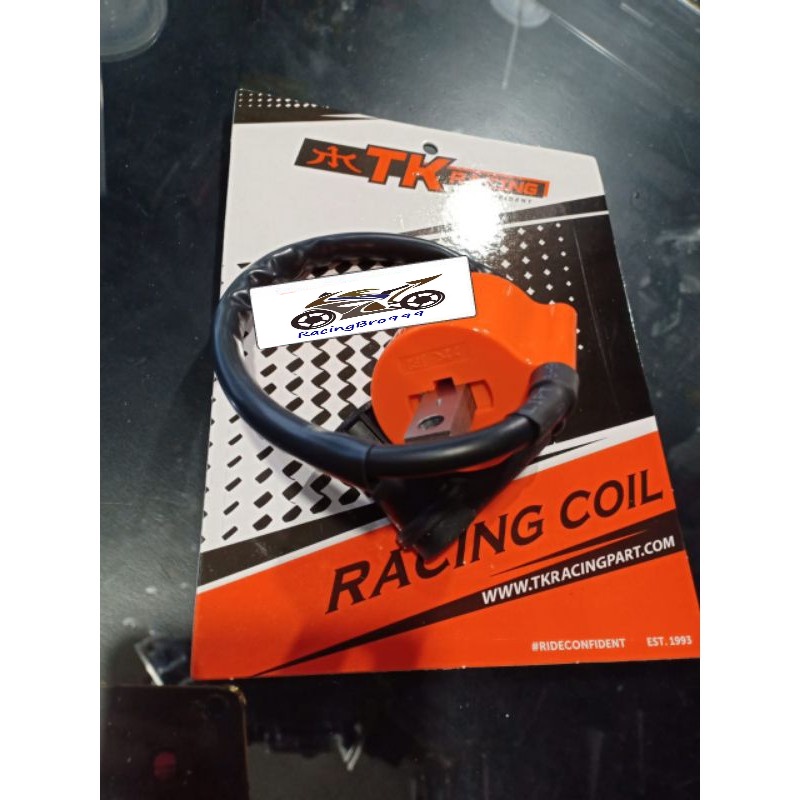 TK
RACING
RacingBro999
RACING COIL
WWW.TKRACINGPART.COM
#RIDECONFIDENT EST. 1993